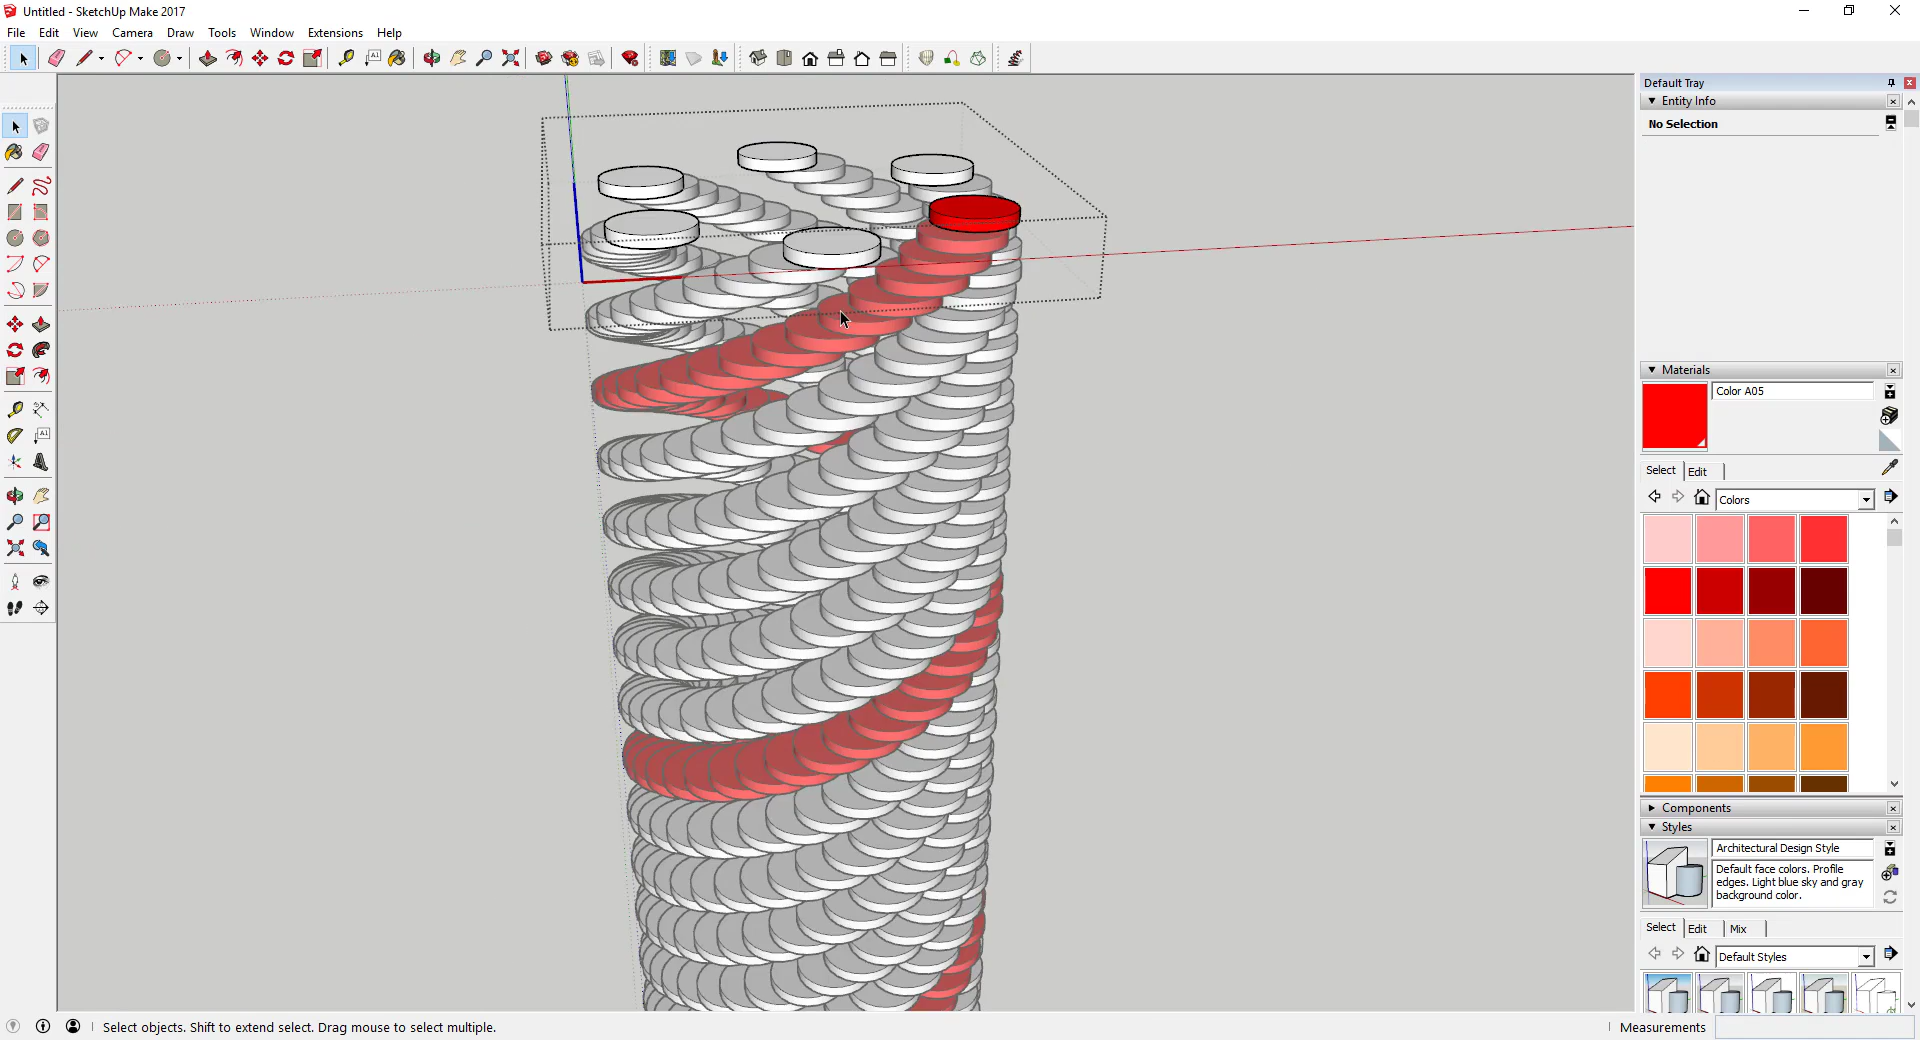 Untitled - SketchUp Make 2017
File Edit View Camera Draw Tools Window Extensions Help
A1
Default Tray
Entity Info
No Selection
A1
Materials
Color A05
Select Edit
Colors
Components
Styles
Architectural Design Style
Default face colors. Profile
edges. Light blue sky and gray
background color.
Select Edit Mix
Default Styles
Select objects. Shift to extend select. Drag mouse to select multiple.
Measurements